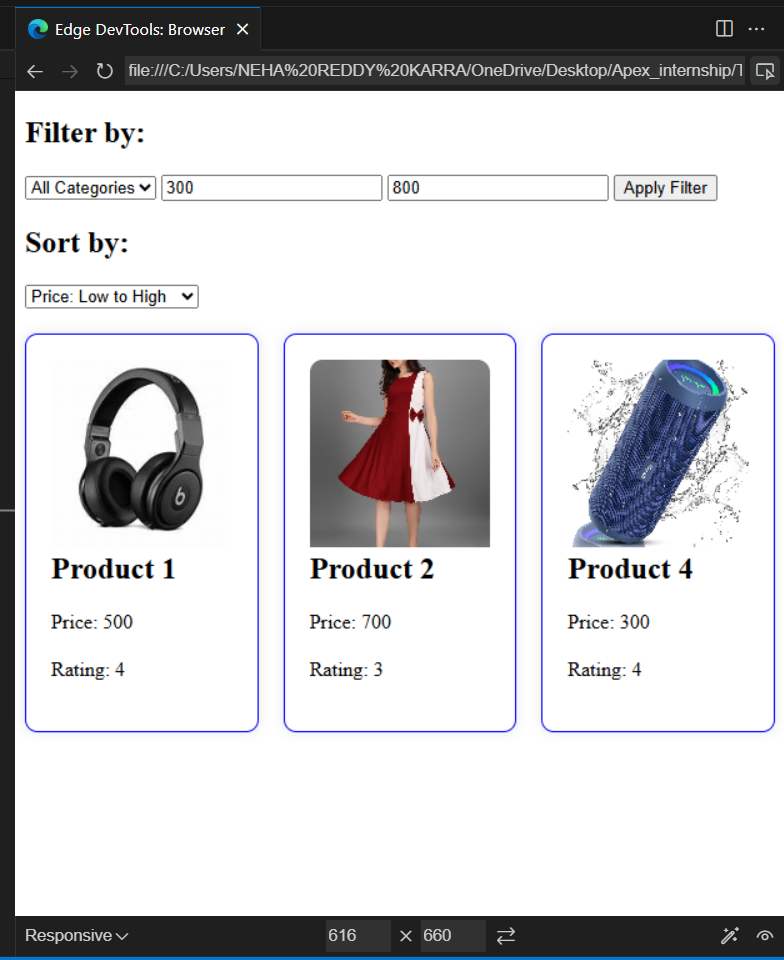 Edge DevTools: Browser
file:///C:/Users/NEHA%20REDDY%20KARRA/OneDrive/Desktop/Apex_internship/T
Filter by:
All Categories 300 800 Apply Filter
Sort by:
Price: Low to High
Product 1 Product 2 Product 4
Price: 500 Price: 700 Price: 300
Rating: 4 Rating: 3 Rating: 4
Responsive 616 × 660